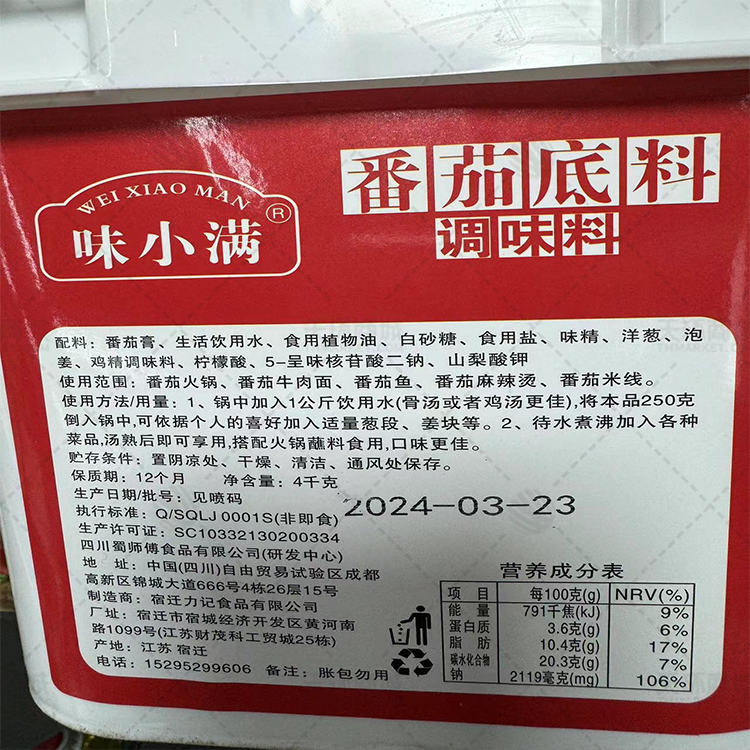 WEI XIAO MAN
味小满®
番茄底料
调味料
配料：番茄膏、生活饮用水、食用植物油、白砂糖、食用盐、味精、洋葱、泡
姜、鸡精调味料、柠檬酸、5-呈味核苷酸二钠、山梨酸钾
使用范围：番茄火锅、番茄牛肉面、番茄鱼、番茄麻辣烫、番茄米线。
使用方法/用量：1、锅中加入1公斤饮用水(骨汤或者鸡汤更佳),将本品250克
倒入锅中,可依据个人的喜好加入适量葱段、姜块等。2、待水煮沸加入各种
菜品,汤熟后即可享用,搭配火锅蘸料食用,口味更佳。
贮存条件：置阴凉处、干燥、清洁、通风处保存。
保质期：12个月 净含量：4千克
生产日期/批号：见喷码
2024-03-23
执行标准：Q/SQLJ 0001S(非即食)
生产许可证：SC10332130200334
四川蜀师傅食品有限公司(研发中心)
地 址：中国(四川)自由贸易试验区成都
高新区锦城大道666号4栋26层15号
制造商：宿迁力记食品有限公司
厂址：宿迁市宿城经济开发区黄河南
路1099号(江苏财茂科工贸城25栋)
产地：江苏 宿迁
电话：15295299606 备注：胀包勿用
营养成分表
项 目 每100克(g) NRV(%)
能 量 791千焦(kJ) 9%
蛋白质 3.6克(g) 6%
脂 肪 10.4克(g) 17%
碳水化合物 20.3克(g) 7%
钠 2119毫克(mg) 106%